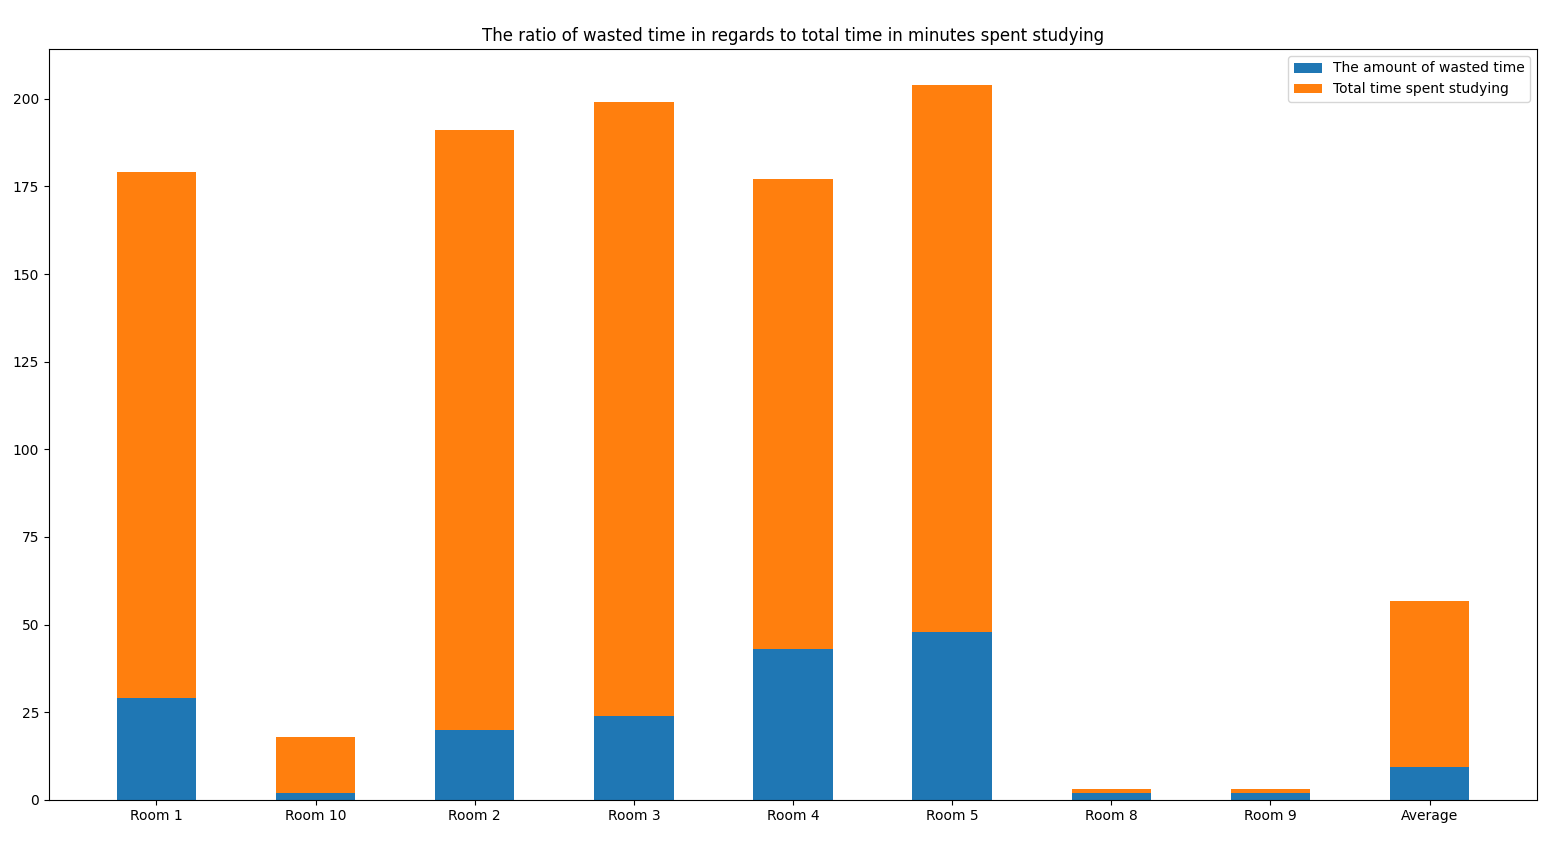 The ratio of wasted time in regards to total time in minutes spent studying
The amount of wasted time
Total time spent studying
200
175
150
125
100
75
50
25
0
Room 1 Room 10 Room 2 Room 3 Room 4 Room 5 Room 8 Room 9 Average